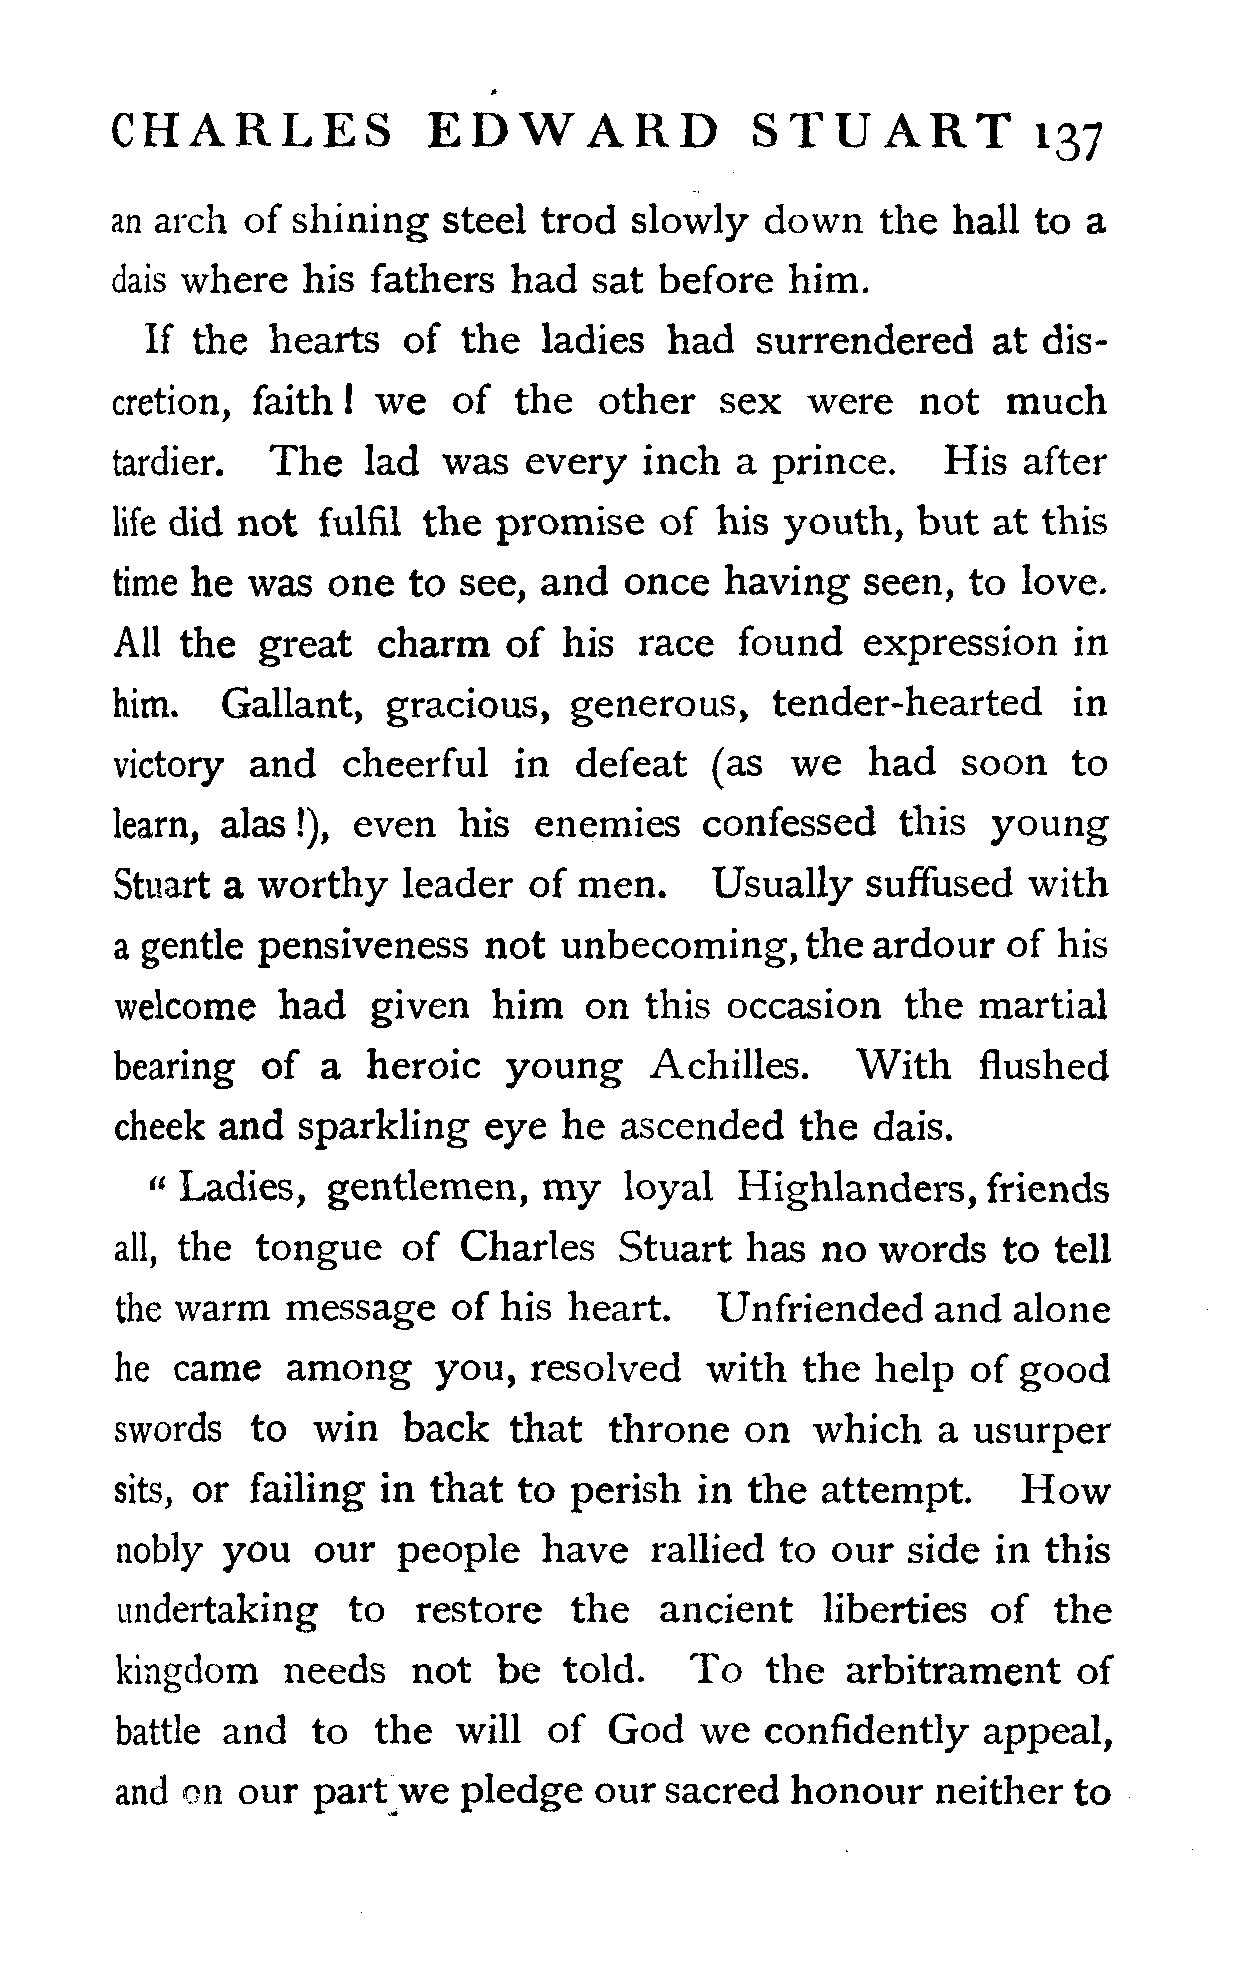 CHARLES EDWARD STUART 137
an arch of shining steel trod slowly down the hall to a
dais where his fathers had sat before him.
If the hearts of the ladies had surrendered at dis-
cretion, faith ! we of the other sex were not much
tardier. The lad was every inch a prince. His after
life did not fulfil the promise of his youth, but at this
time he was one to see, and once having seen, to love.
All the great charm of his race found expression in
him. Gallant, gracious, generous, tender-hearted in
victory and cheerful in defeat (as we had soon to
learn, alas !), even his enemies confessed this young
Stuart a worthy leader of men. Usually suffused with
a gentle pensiveness not unbecoming, the ardour of his
welcome had given him on this occasion the martial
bearing of a heroic young Achilles. With flushed
cheek and sparkling eye he ascended the dais.
“ Ladies, gentlemen, my loyal Highlanders, friends
all, the tongue of Charles Stuart has no words to tell
the warm message of his heart. Unfriended and alone
he came among you, resolved with the help of good
swords to win back that throne on which a usurper
sits, or failing in that to perish in the attempt. How
nobly you our people have rallied to our side in this
undertaking to restore the ancient liberties of the
kingdom needs not be told. To the arbitrament of
battle and to the will of God we confidently appeal,
and on our part we pledge our sacred honour neither to